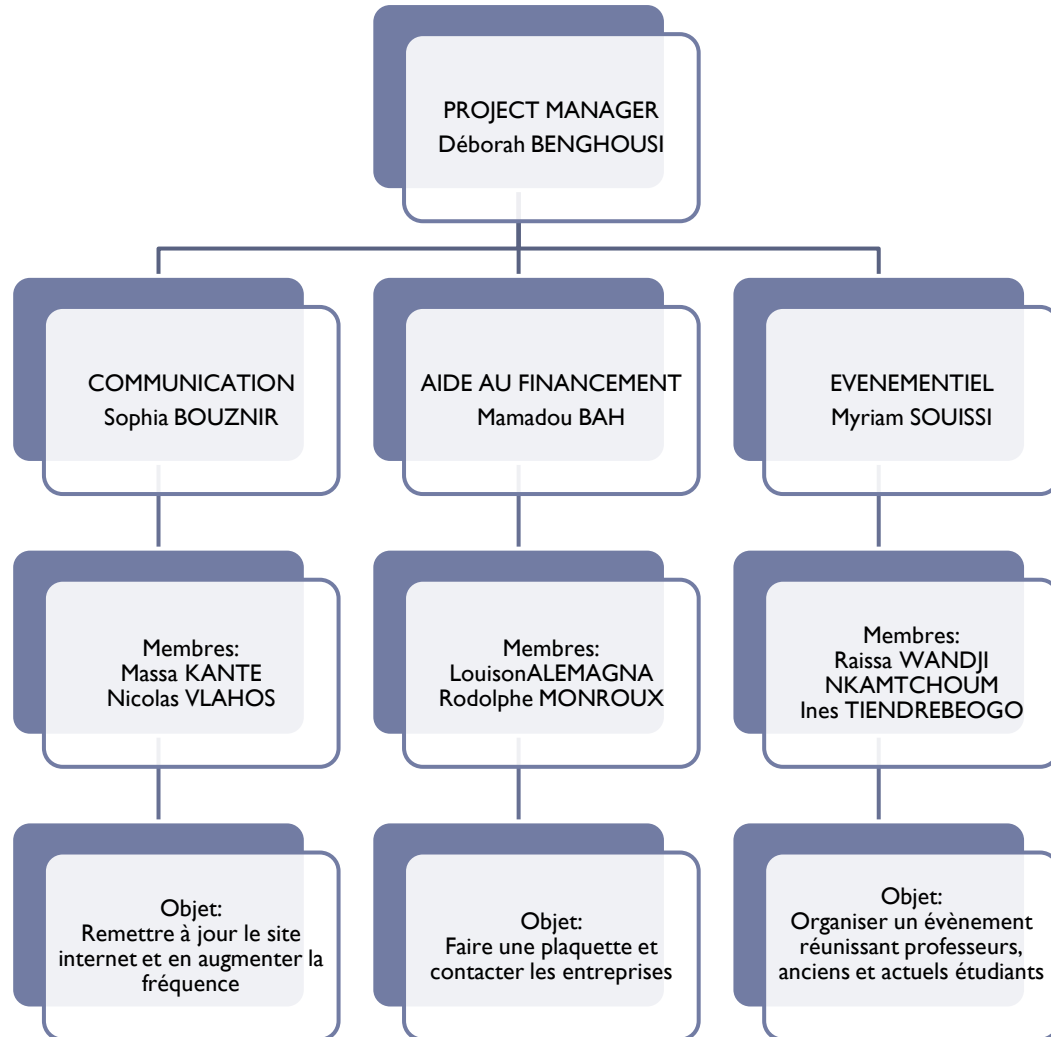 PROJECT MANAGER
Déborah BENGHOUSI
COMMUNICATION
Sophia BOUZNIR
AIDE AU FINANCEMENT
Mamadou BAH
EVENEMENTIEL
Myriam SOUISSI
Membres:
Massa KANTE
Nicolas VLAHOS
Membres:
LouisonALEMAGNA
Rodolphe MONROUX
Membres:
Raissa WANDJI
NKAMTCHOUM
Ines TIENDREBEOGO
Objet:
Remettre à jour le site
internet et en augmenter la
fréquence
Objet:
Faire une plaquette et
contacter les entreprises
Objet:
Organiser un évènement
réunissant professeurs,
anciens et actuels étudiants